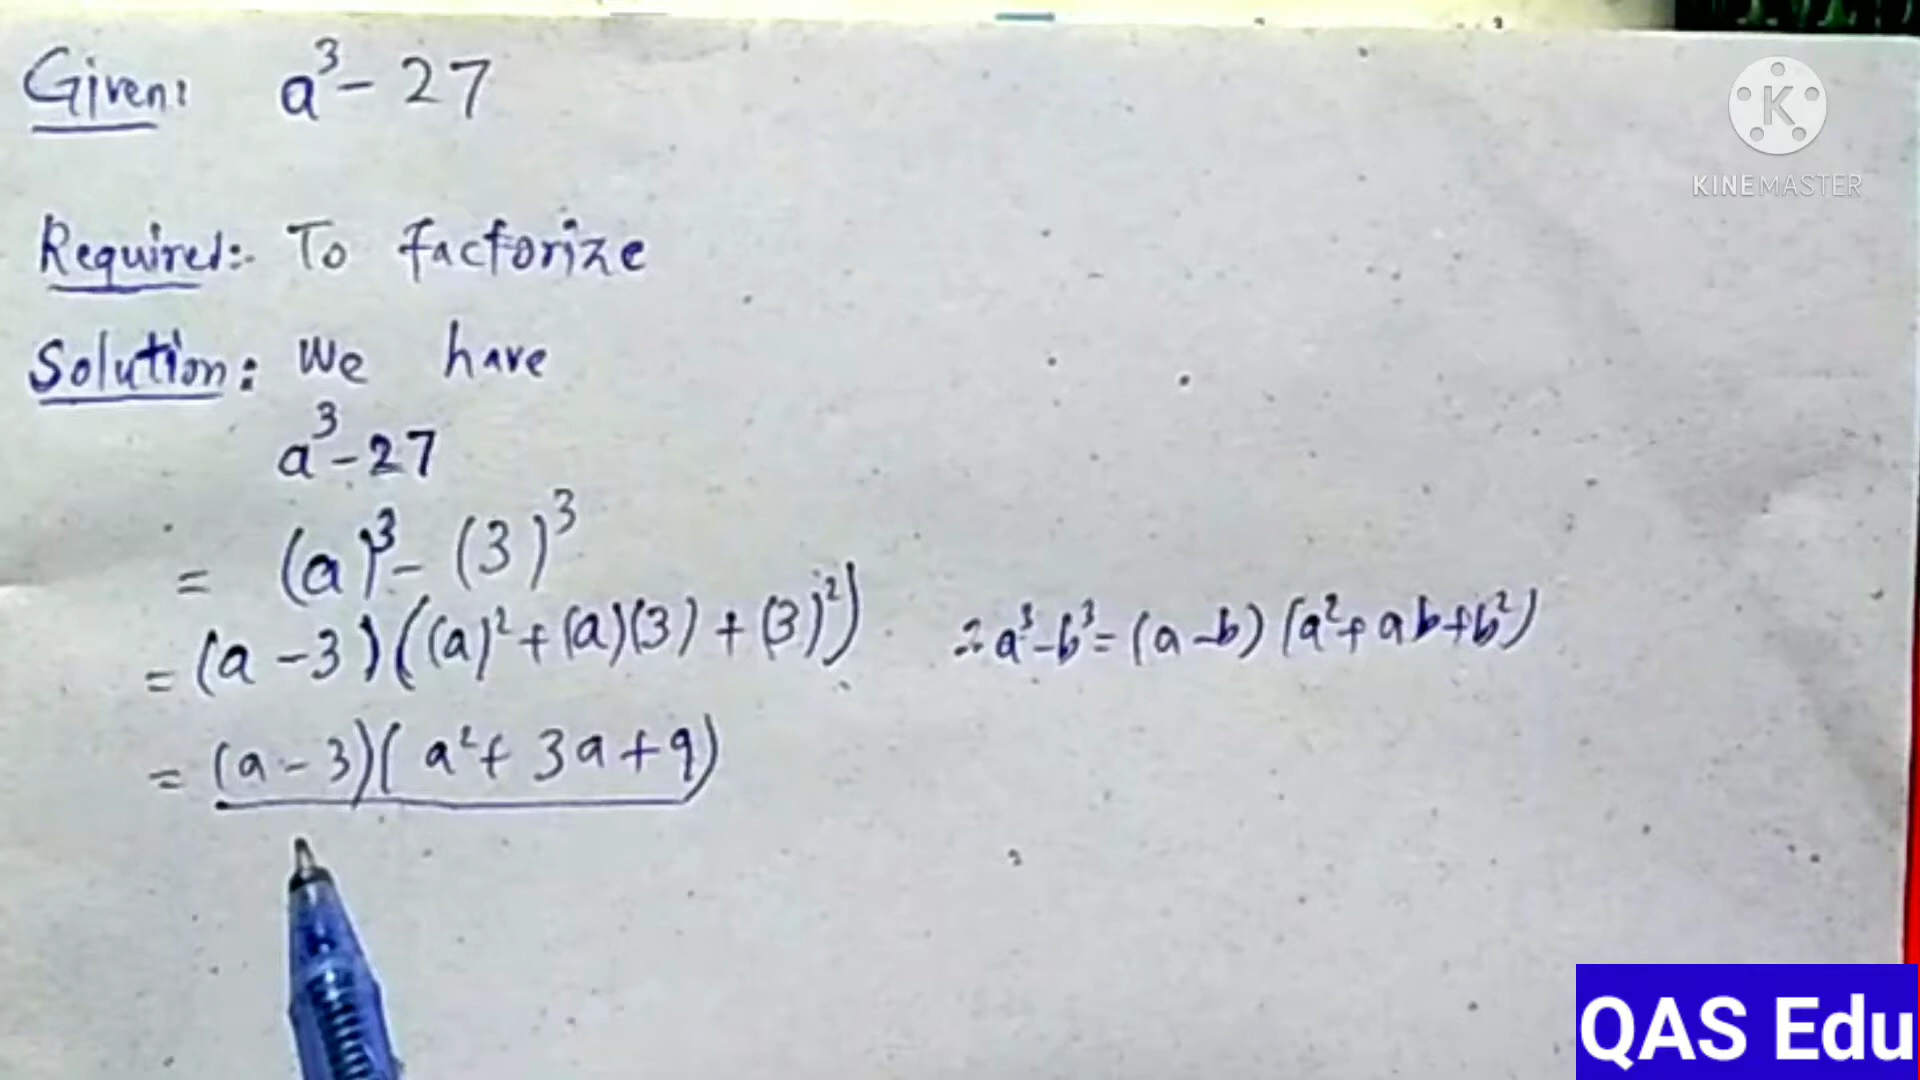 Given: a³ - 27
KINEMASTER
Required:- To factorize
Solution: We have
a³ - 27
= (a)³ - (3)³
= (a - 3)((a)² + (a)(3) + (3)²) ∴ a³ - b³ = (a - b)(a² + ab + b²)
= (a - 3)(a² + 3a + 9)
QAS Edu